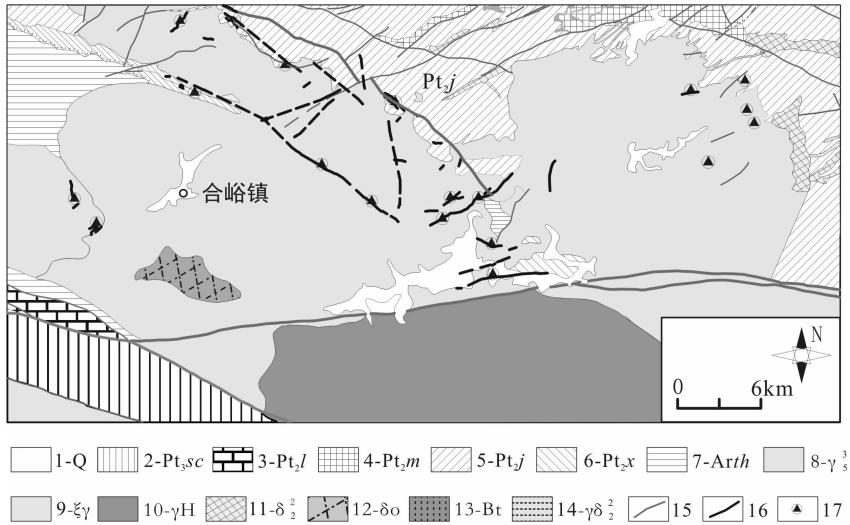 Pt₂j
合峪镇
N
0 6km
1-Q 2-Pt₃sc 3-Pt₂l 4-Pt₂m 5-Pt₂j 6-Pt₂x 7-Arth 8-γ₅³
9-ξγ 10-γH 11-δ₂² 12-δο 13-Bt 14-γδ₂² 15 16 17